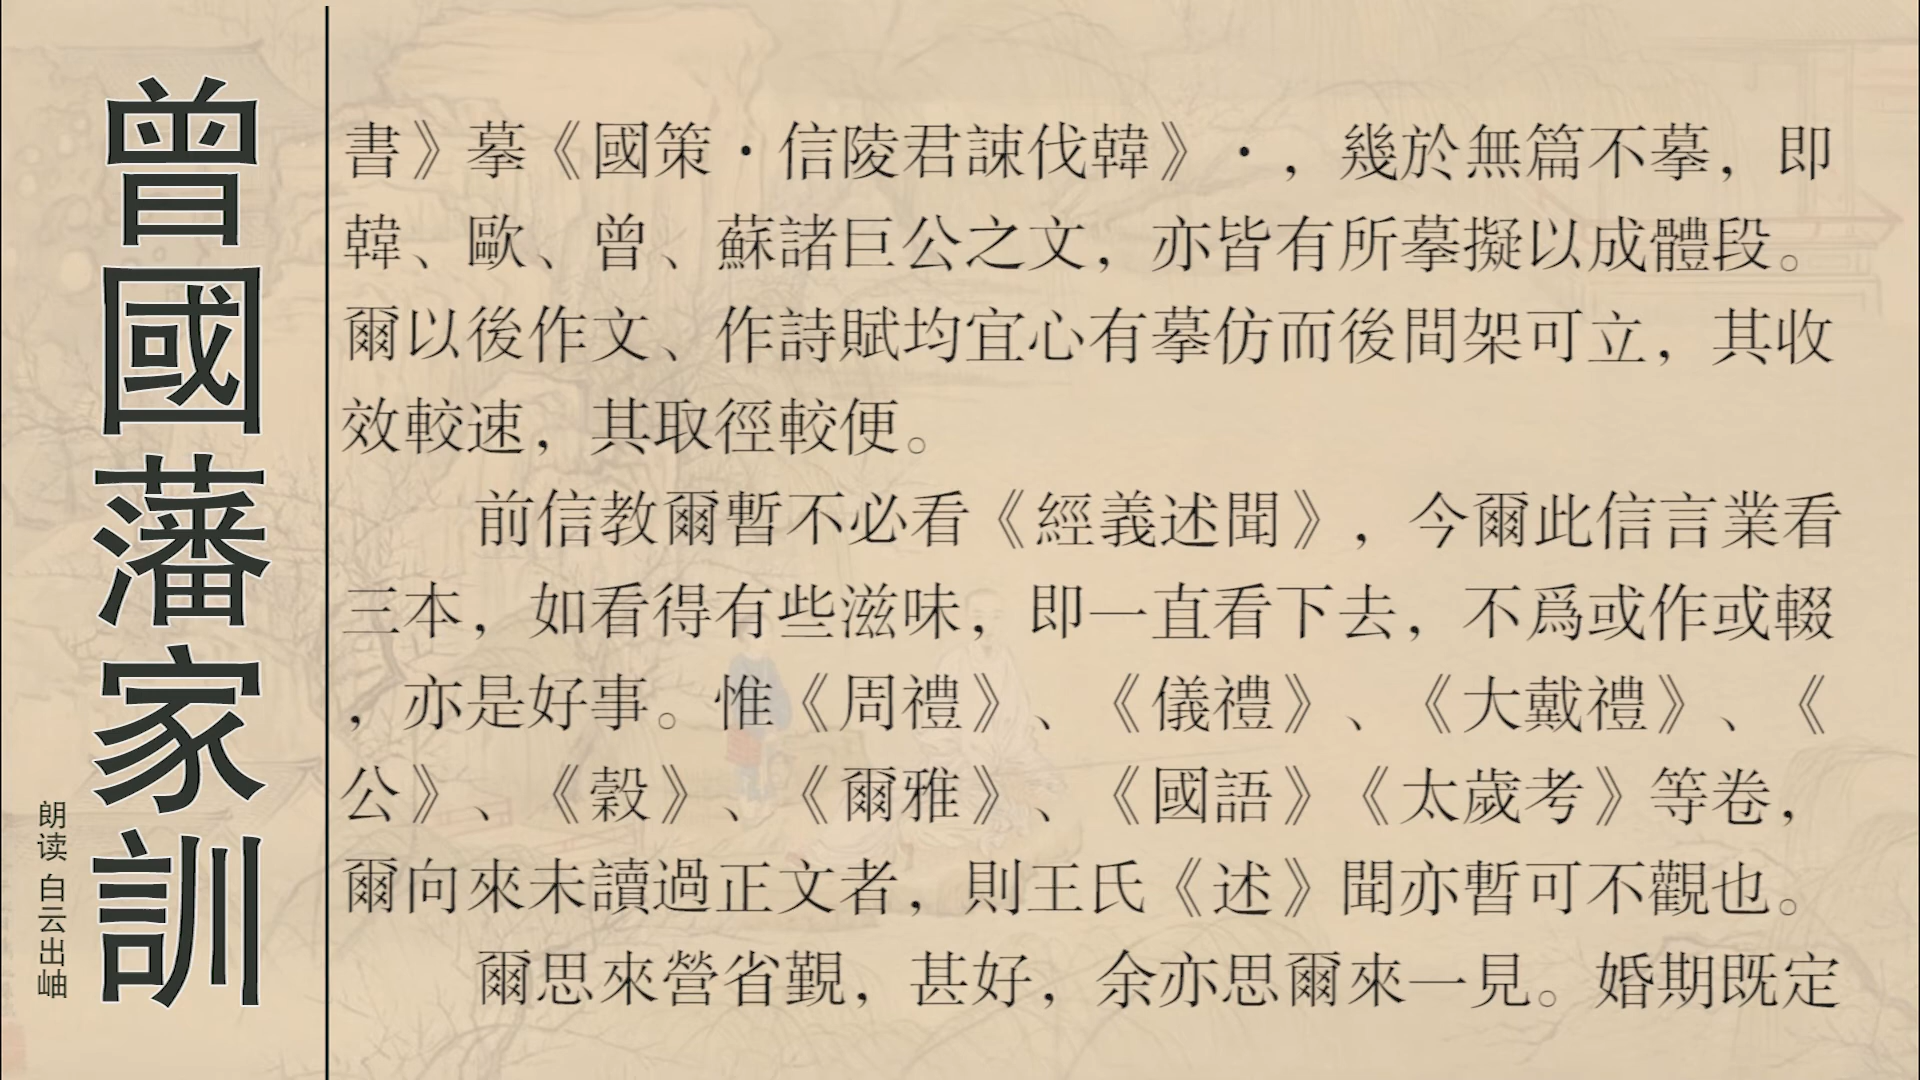 曾國藩家訓
朗读 白云出岫
書》摹《國策·信陵君諫伐韓》·，幾於無篇不摹，即
韓、歐、曾、蘇諸巨公之文，亦皆有所摹擬以成體段。
爾以後作文、作詩賦均宜心有摹仿而後間架可立，其收
效較速，其取徑較便。
前信教爾暫不必看《經義述聞》，今爾此信言業看
三本，如看得有些滋味，即一直看下去，不爲或作或輟
，亦是好事。惟《周禮》、《儀禮》、《大戴禮》、《
公》、《穀》、《爾雅》、《國語》《太歲考》等卷，
爾向來未讀過正文者，則王氏《述》聞亦暫可不觀也。
爾思來營省覲，甚好，余亦思爾來一見。婚期既定